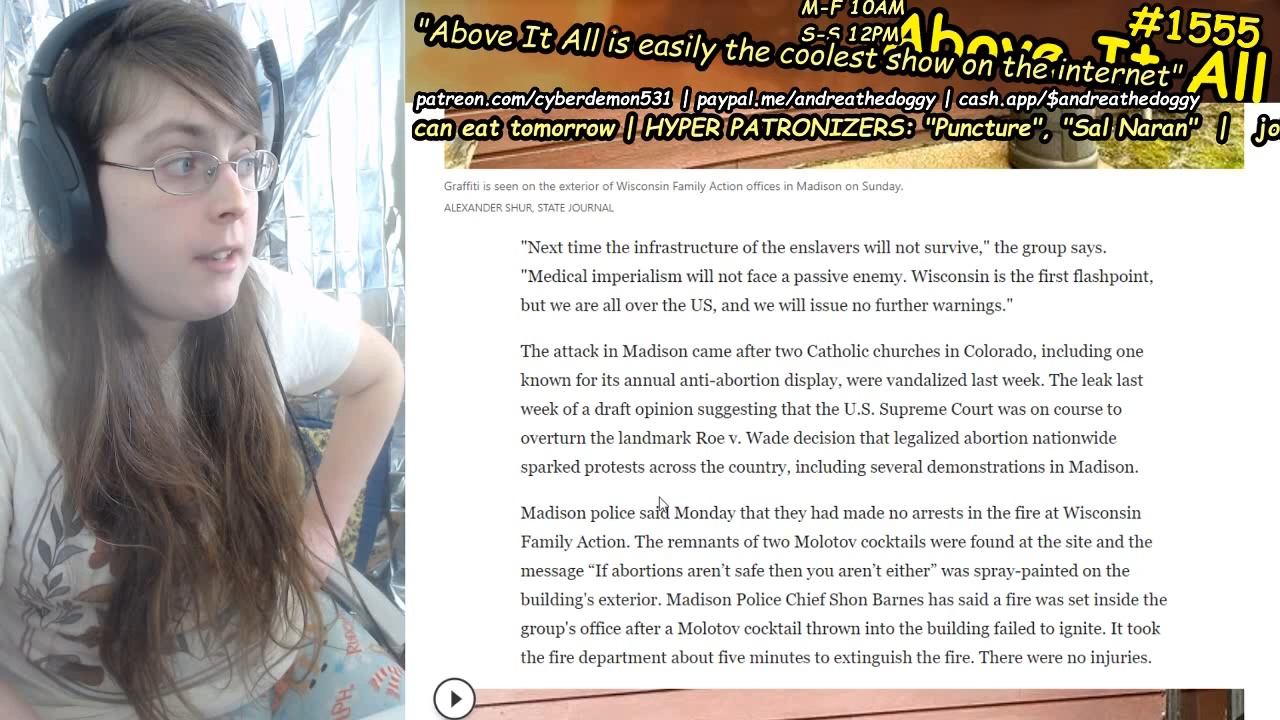 M-F 10AM
S-S 12PM
Above It All
#1555
"Above It All is easily the coolest show on the internet"
patreon.com/cyberdemon531 | paypal.me/andreathedoggy | cash.app/$andreathedoggy
can eat tomorrow | HYPER PATRONIZERS: "Puncture", "Sal Naran" | jo
Graffiti is seen on the exterior of Wisconsin Family Action offices in Madison on Sunday.
ALEXANDER SHUR, STATE JOURNAL
"Next time the infrastructure of the enslavers will not survive," the group says.
"Medical imperialism will not face a passive enemy. Wisconsin is the first flashpoint,
but we are all over the US, and we will issue no further warnings."
The attack in Madison came after two Catholic churches in Colorado, including one
known for its annual anti-abortion display, were vandalized last week. The leak last
week of a draft opinion suggesting that the U.S. Supreme Court was on course to
overturn the landmark Roe v. Wade decision that legalized abortion nationwide
sparked protests across the country, including several demonstrations in Madison.
Madison police said Monday that they had made no arrests in the fire at Wisconsin
Family Action. The remnants of two Molotov cocktails were found at the site and the
message “If abortions aren’t safe then you aren’t either” was spray-painted on the
building's exterior. Madison Police Chief Shon Barnes has said a fire was set inside the
group's office after a Molotov cocktail thrown into the building failed to ignite. It took
the fire department about five minutes to extinguish the fire. There were no injuries.